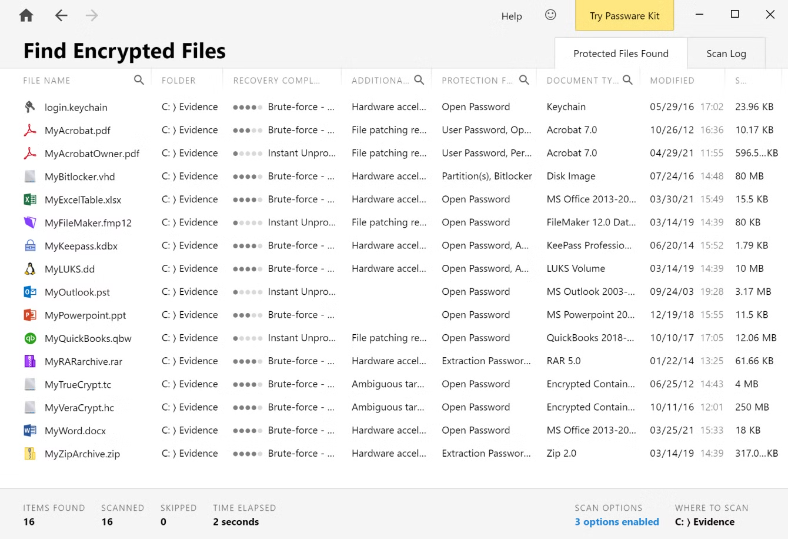 Help Try Passware Kit
Find Encrypted Files
Protected Files Found Scan Log
FILE NAME FOLDER RECOVERY COMPL... ADDITIONA... PROTECTION F... DOCUMENT TY... MODIFIED S...
login.keychain C: ⟩ Evidence Brute-force - ... Hardware accel... Open Password Keychain 05/29/16 17:02 23.96 KB
MyAcrobat.pdf C: ⟩ Evidence Brute-force - ... File patching re... User Password, Op... Acrobat 7.0 10/26/12 16:36 10.17 KB
MyAcrobatOwner.pdf C: ⟩ Evidence Instant Unpro... File patching re... User Password, Per... Acrobat 7.0 04/29/21 11:55 596.5...KB
MyBitlocker.vhd C: ⟩ Evidence Brute-force - ... Hardware accel... Partition(s), Bitlocker Disk Image 07/24/16 14:48 80 MB
MyExcelTable.xlsx C: ⟩ Evidence Brute-force - ... Hardware accel... Open Password MS Office 2013-20... 03/30/21 15:49 15.5 KB
MyFileMaker.fmp12 C: ⟩ Evidence Instant Unpro... File patching re... Open Password FileMaker 12.0 Dat... 03/14/19 14:39 80 KB
MyKeepass.kdbx C: ⟩ Evidence Brute-force - ... Hardware accel... Open Password, A... KeePass Professio... 06/20/14 15:52 1.79 KB
MyLUKS.dd C: ⟩ Evidence Brute-force - ... Hardware accel... Open Password, A... LUKS Volume 03/14/19 14:39 10 MB
MyOutlook.pst C: ⟩ Evidence Instant Unpro... Open Password MS Outlook 2003-... 09/24/03 19:28 3.17 MB
MyPowerpoint.ppt C: ⟩ Evidence Brute-force - ... Open Password MS Powerpoint 20... 12/19/18 15:55 11.5 KB
MyQuickBooks.qbw C: ⟩ Evidence Instant Unpro... File patching re... Open Password QuickBooks 2018-... 10/10/17 17:05 12.06 MB
MyRARarchive.rar C: ⟩ Evidence Brute-force - ... Hardware accel... Extraction Passwor... RAR 5.0 01/22/14 13:25 61.66 KB
MyTrueCrypt.tc C: ⟩ Evidence Brute-force - ... Ambiguous tar... Open Password Encrypted Contain... 06/25/12 14:43 4 MB
MyVeraCrypt.hc C: ⟩ Evidence Brute-force - ... Ambiguous tar... Open Password Encrypted Contain... 10/11/16 12:01 250 MB
MyWord.docx C: ⟩ Evidence Brute-force - ... Hardware accel... Open Password MS Office 2013-20... 03/25/21 15:33 18 KB
MyZipArchive.zip C: ⟩ Evidence Brute-force - ... Hardware accel... Extraction Passwor... Zip 2.0 03/14/19 14:39 317.0...KB
ITEMS FOUND SCANNED SKIPPED TIME ELAPSED SCAN OPTIONS WHERE TO SCAN
16 16 0 2 seconds 3 options enabled C: ⟩ Evidence